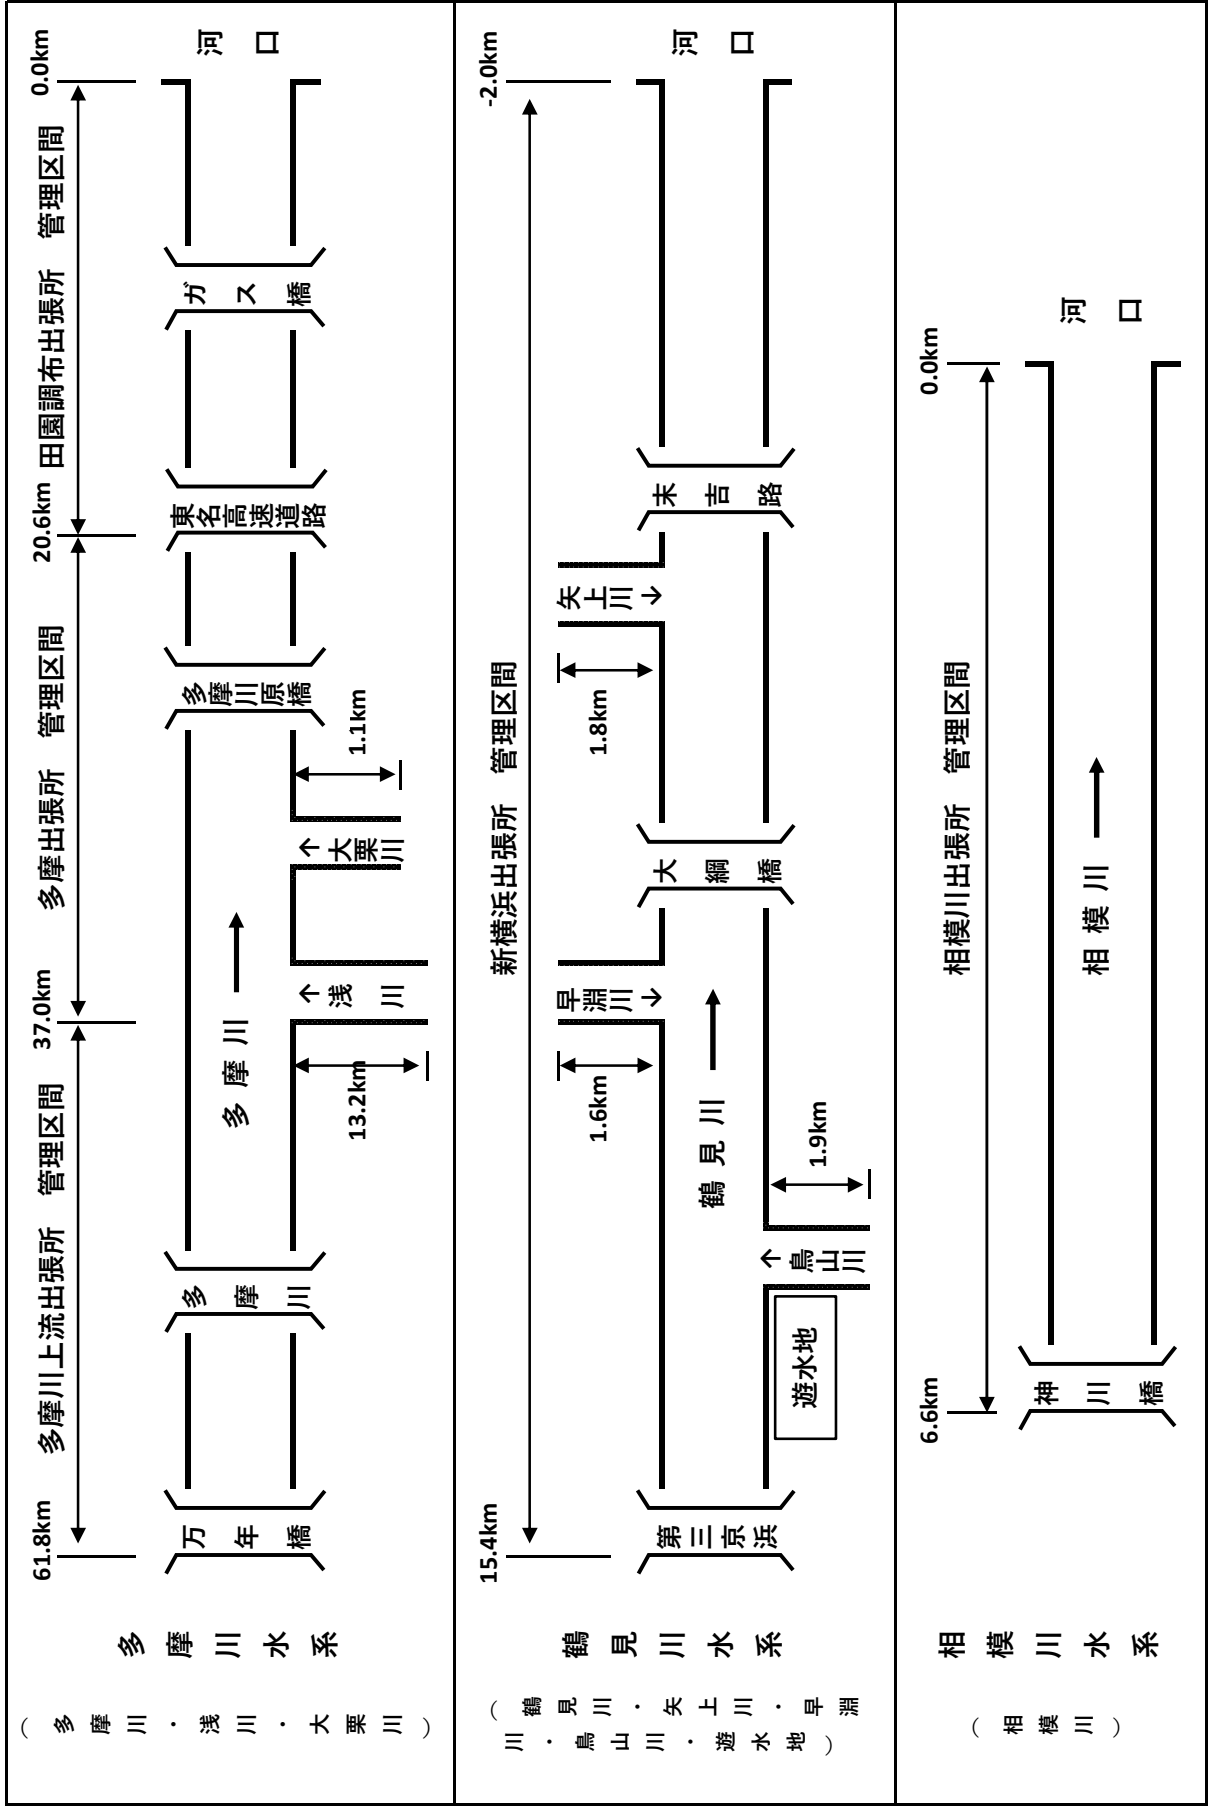 多摩川水系
（多摩川・浅川・大栗川）
61.8km
37.0km
20.6km
0.0km
多摩川上流出張所　管理区間
多摩出張所　管理区間
田園調布出張所　管理区間
万年橋
多摩川
多摩川原橋
東名高速道路
ガス橋
河口
多摩川
13.2km
↑浅川
↑大栗川
1.1km
鶴見川水系
（鶴見川・矢上川・早淵
川・鳥山川・遊水地）
15.4km
-2.0km
新横浜出張所　管理区間
1.6km
早淵川↓
1.8km
矢上川↓
第三京浜
大綱橋
末吉路
河口
鶴見川
遊水地
↑鳥山川
1.9km
相模川水系
（相模川）
6.6km
0.0km
相模川出張所　管理区間
神川橋
相模川
河口